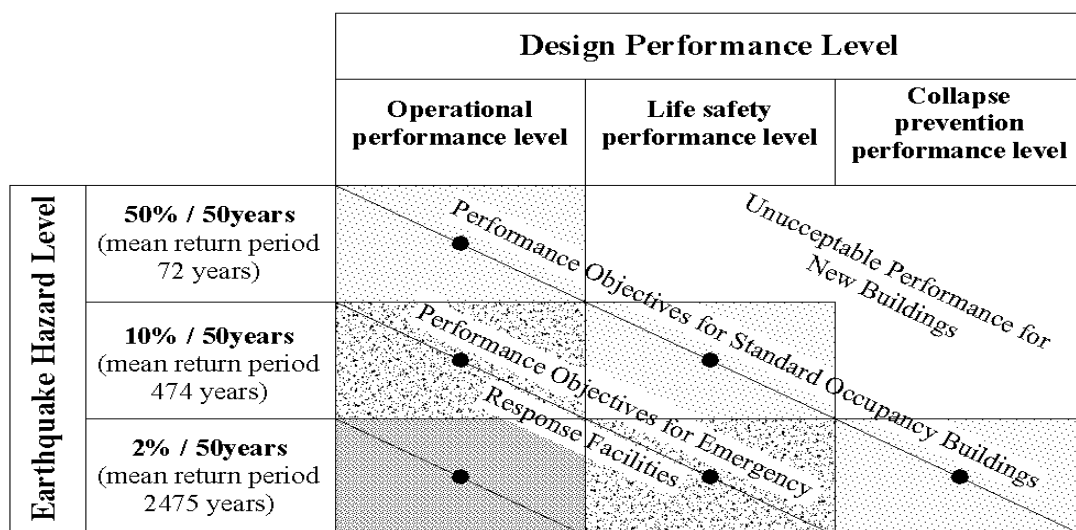 Design Performance Level
Operational
performance level
Life safety
performance level
Collapse
prevention
performance level
Earthquake Hazard Level
50% / 50years
(mean return period
72 years)
10% / 50years
(mean return period
474 years)
2% / 50years
(mean return period
2475 years)
Performance Objectives for Standard Occupancy Buildings
Unucceptable Performance for
New Buildings
Performance Objectives for Emergency
Response Facilities